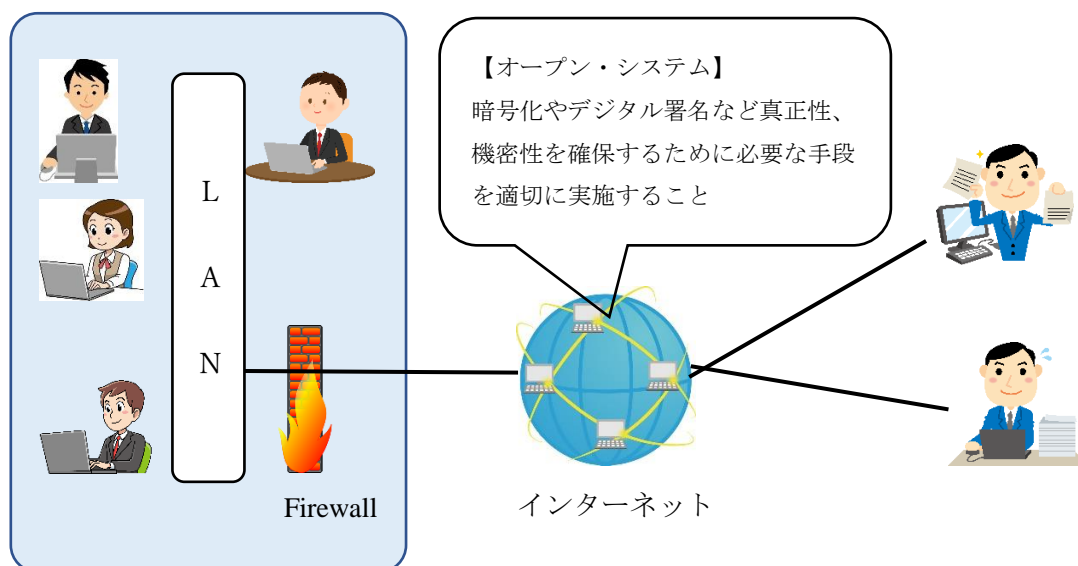 【オープン・システム】
暗号化やデジタル署名など真正性、
機密性を確保するために必要な手段
を適切に実施すること
L
A
N
Firewall
インターネット